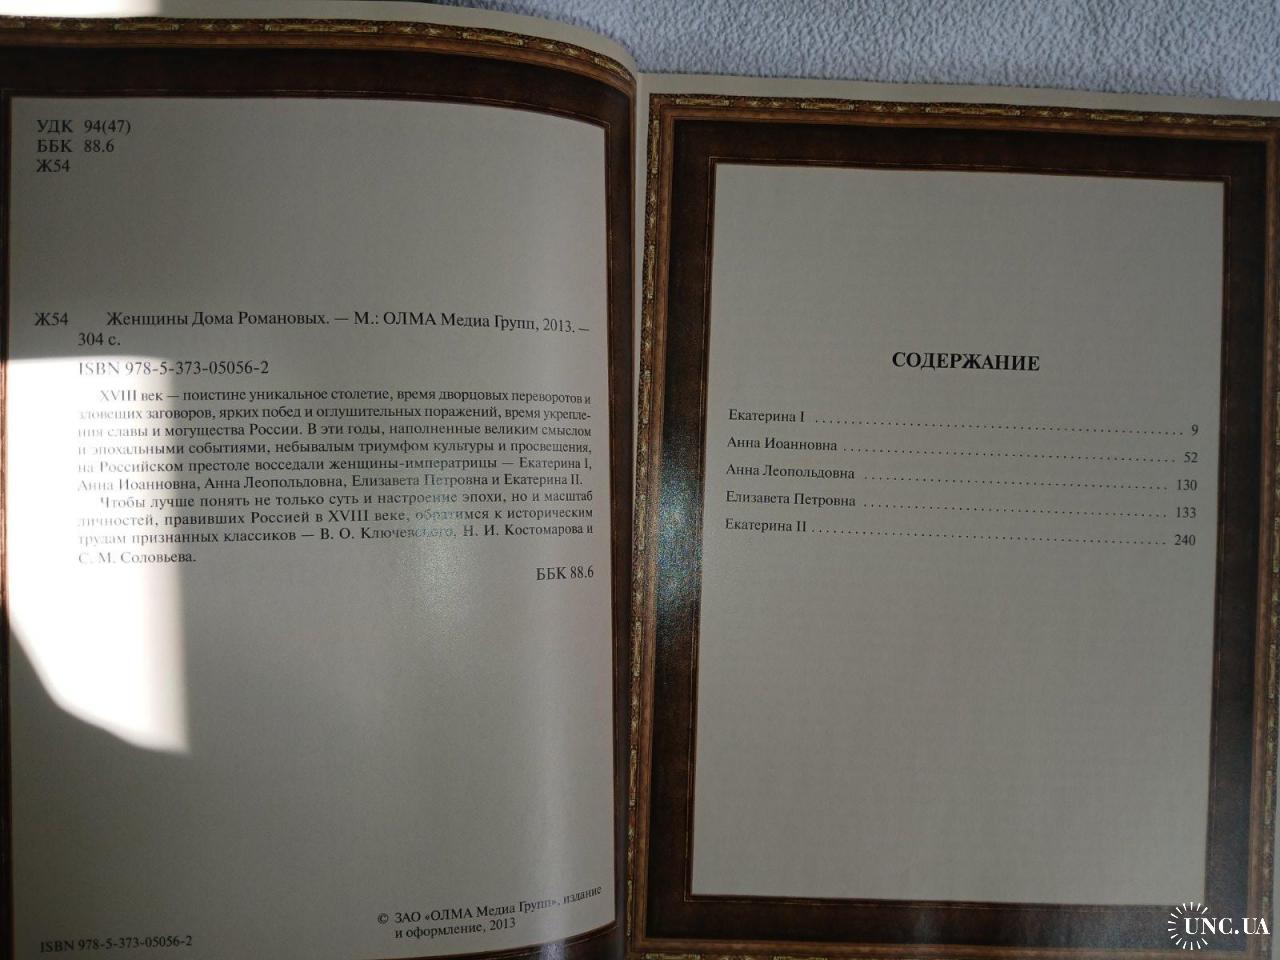 УДК 94(47)
ББК 88.6
Ж54
Ж54 Женщины Дома Романовых. — М.: ОЛМА Медиа Групп, 2013. —
304 с.
ISBN 978-5-373-05056-2
XVIII век — поистине уникальное столетие, время дворцовых переворотов и
зловещих заговоров, ярких побед и оглушительных поражений, время укрепле-
ния славы и могущества России. В эти годы, наполненные великим смыслом
и эпохальными событиями, небывалым триумфом культуры и просвещения,
на Российском престоле восседали женщины-императрицы — Екатерина I,
Анна Иоанновна, Анна Леопольдовна, Елизавета Петровна и Екатерина II.
Чтобы лучше понять не только суть и настроение эпохи, но и масштаб
личностей, правивших Россией в XVIII веке, обратимся к историческим
трудам признанных классиков — В. О. Ключевского, Н. И. Костомарова и
С. М. Соловьева.
ББК 88.6
© ЗАО «ОЛМА Медиа Групп», издание
и оформление, 2013
ISBN 978-5-373-05056-2
СОДЕРЖАНИЕ
Екатерина I . . . . . . . . . . . . . . . . . . . . 9
Анна Иоанновна . . . . . . . . . . . . . . . . . . . . 52
Анна Леопольдовна . . . . . . . . . . . . . . . . . . . . 130
Елизавета Петровна . . . . . . . . . . . . . . . . . . . . 133
Екатерина II . . . . . . . . . . . . . . . . . . . . 240
UNC.UA